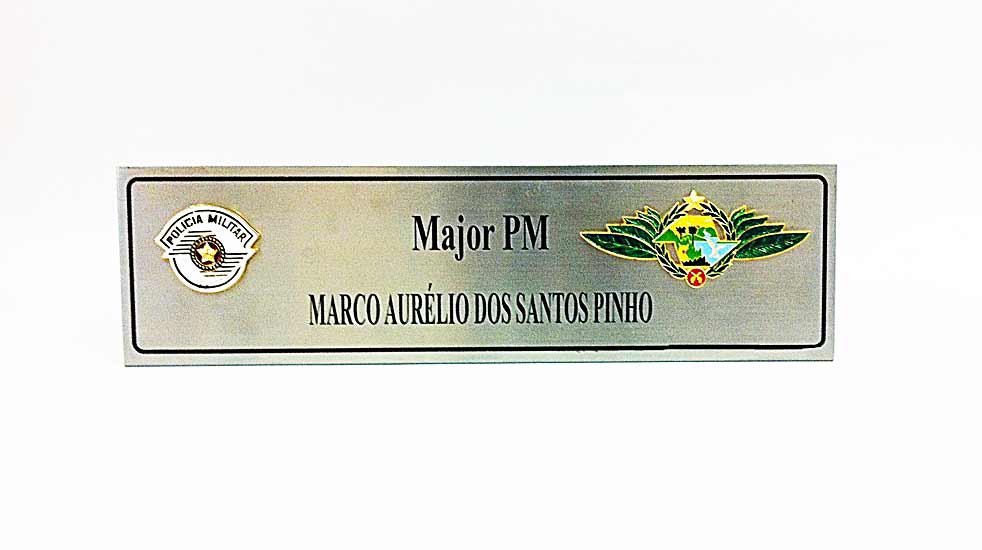 POLICIA MILITAR
Major PM
MARCO AURÉLIO DOS SANTOS PINHO